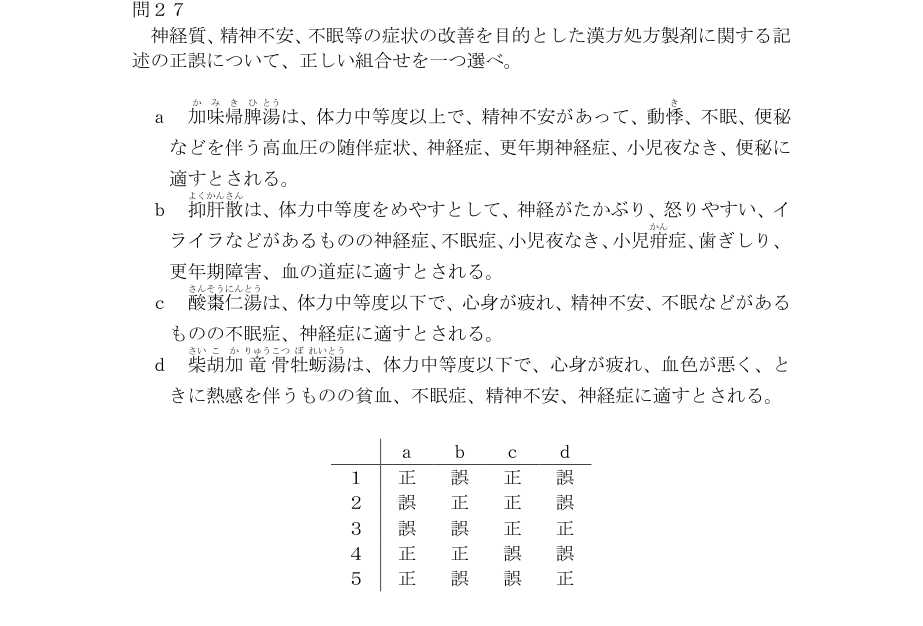 問２７
神経質、精神不安、不眠等の症状の改善を目的とした漢方処方製剤に関する記
述の正誤について、正しい組合せを一つ選べ。
か み き ひ とう き
a 加味帰脾湯は、体力中等度以上で、精神不安があって、動悸、不眠、便秘
などを伴う高血圧の随伴症状、神経症、更年期神経症、小児夜なき、便秘に
適すとされる。
よくかんさん
b 抑肝散は、体力中等度をめやすとして、神経がたかぶり、怒りやすい、イ
かん
ライラなどがあるものの神経症、不眠症、小児夜なき、小児疳症、歯ぎしり、
更年期障害、血の道症に適すとされる。
さんそうにんとう
c 酸棗仁湯は、体力中等度以下で、心身が疲れ、精神不安、不眠などがある
ものの不眠症、神経症に適すとされる。
さい こ か りゅうこつ ぼ れいとう
d 柴胡加竜骨牡蛎湯は、体力中等度以下で、心身が疲れ、血色が悪く、と
きに熱感を伴うものの貧血、不眠症、精神不安、神経症に適すとされる。
a b c d
1 正 誤 正 誤
2 誤 正 正 誤
3 誤 誤 正 正
4 正 正 誤 誤
5 正 誤 誤 正